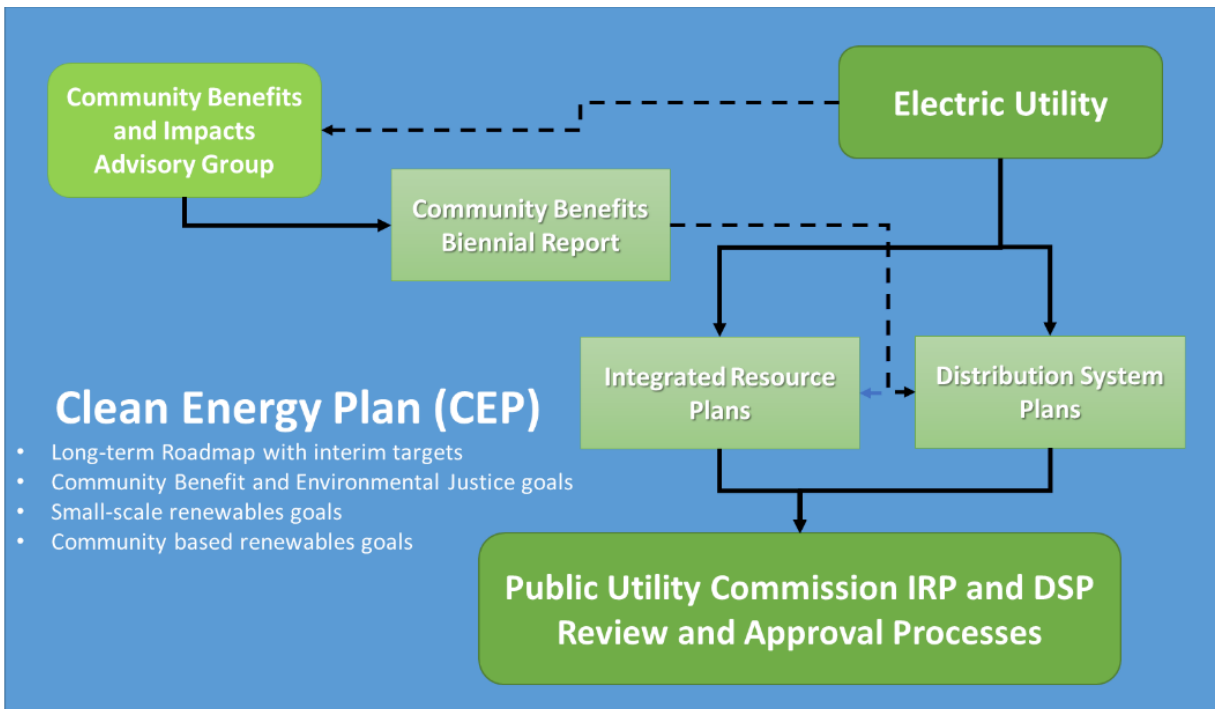 Community Benefits
and Impacts
Advisory Group
Electric Utility
Community Benefits
Biennial Report
Integrated Resource
Plans
Distribution System
Plans
Clean Energy Plan (CEP)
• Long-term Roadmap with interim targets
• Community Benefit and Environmental Justice goals
• Small-scale renewables goals
• Community based renewables goals
Public Utility Commission IRP and DSP
Review and Approval Processes